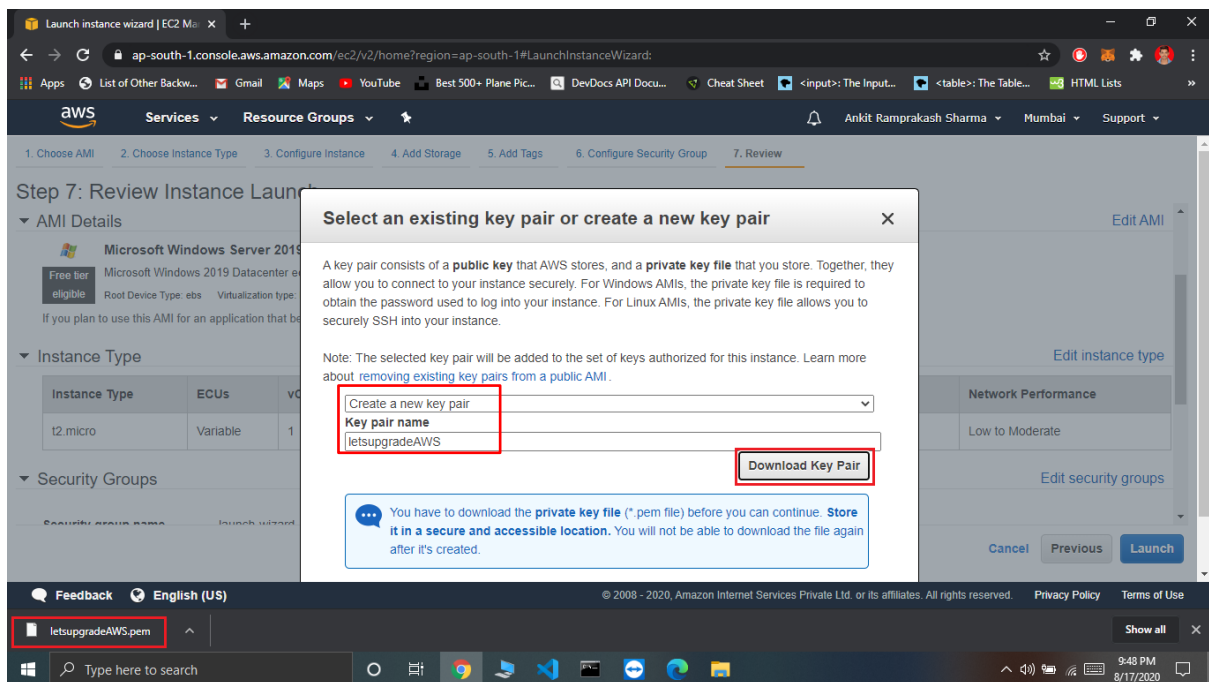 Launch instance wizard | EC2 Ma
ap-south-1.console.aws.amazon.com/ec2/v2/home?region=ap-south-1#LaunchInstanceWizard:
Apps List of Other Backw... Gmail Maps YouTube Best 500+ Plane Pic... DevDocs API Docu... Cheat Sheet <input>: The Input... <table>: The Table... HTML Lists »
aws Services Resource Groups Ankit Ramprakash Sharma Mumbai Support
1. Choose AMI 2. Choose Instance Type 3. Configure Instance 4. Add Storage 5. Add Tags 6. Configure Security Group 7. Review
Step 7: Review Instance Launch
AMI Details Edit AMI
Microsoft Windows Server 2019
Free tier eligible
Microsoft Windows 2019 Datacenter e
Root Device Type: ebs Virtualization type:
If you plan to use this AMI for an application that be
Instance Type Edit instance type
Instance Type ECUs vC Network Performance
t2.micro Variable 1 Low to Moderate
Security Groups Edit security groups
Security group name launch-wizard
Cancel Previous Launch
Select an existing key pair or create a new key pair
A key pair consists of a public key that AWS stores, and a private key file that you store. Together, they
allow you to connect to your instance securely. For Windows AMIs, the private key file is required to
obtain the password used to log into your instance. For Linux AMIs, the private key file allows you to
securely SSH into your instance.
Note: The selected key pair will be added to the set of keys authorized for this instance. Learn more
about removing existing key pairs from a public AMI .
Create a new key pair
Key pair name
letsupgradeAWS
Download Key Pair
You have to download the private key file (*.pem file) before you can continue. Store
it in a secure and accessible location. You will not be able to download the file again
after it's created.
Feedback English (US) © 2008 - 2020, Amazon Internet Services Private Ltd. or its affiliates. All rights reserved. Privacy Policy Terms of Use
letsupgradeAWS.pem Show all
Type here to search
9:48 PM
8/17/2020